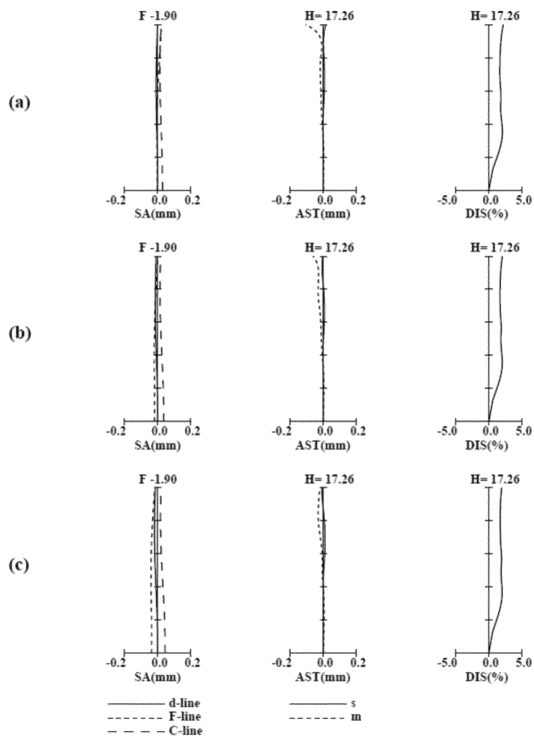 F -1.90 H= 17.26 H= 17.26
(a)
-0.2 0.0 0.2 -0.2 0.0 0.2 -5.0 0.0 5.0
SA(mm) AST(mm) DIS(%)
F -1.90 H= 17.26 H= 17.26
(b)
-0.2 0.0 0.2 -0.2 0.0 0.2 -5.0 0.0 5.0
SA(mm) AST(mm) DIS(%)
F -1.90 H= 17.26 H= 17.26
(c)
-0.2 0.0 0.2 -0.2 0.0 0.2 -5.0 0.0 5.0
SA(mm) AST(mm) DIS(%)
d-line s
F-line m
C-line